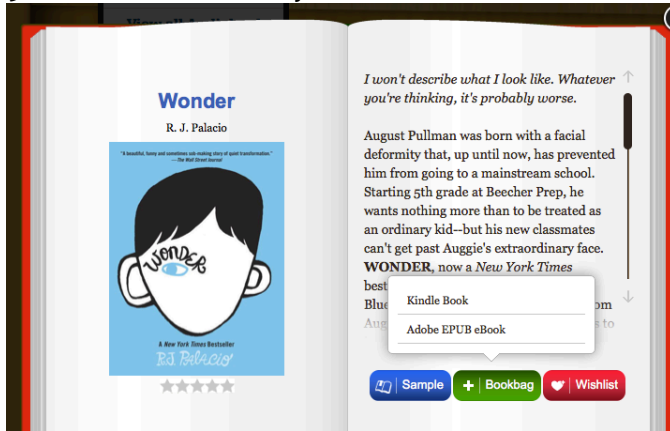 Wonder
R. J. Palacio
"A beautiful, funny and sometimes sob-making story of quiet transformation."
—The Wall Street Journal
WONDER
A New York Times Bestseller
R.J. Palacio
I won't describe what I look like. Whatever
you're thinking, it's probably worse.
August Pullman was born with a facial
deformity that, up until now, has prevented
him from going to a mainstream school.
Starting 5th grade at Beecher Prep, he
wants nothing more than to be treated as
an ordinary kid--but his new classmates
can't get past Auggie's extraordinary face.
WONDER, now a New York Times
best
Blue om
Aug s to
Kindle Book
Adobe EPUB eBook
Sample
+ Bookbag
Wishlist